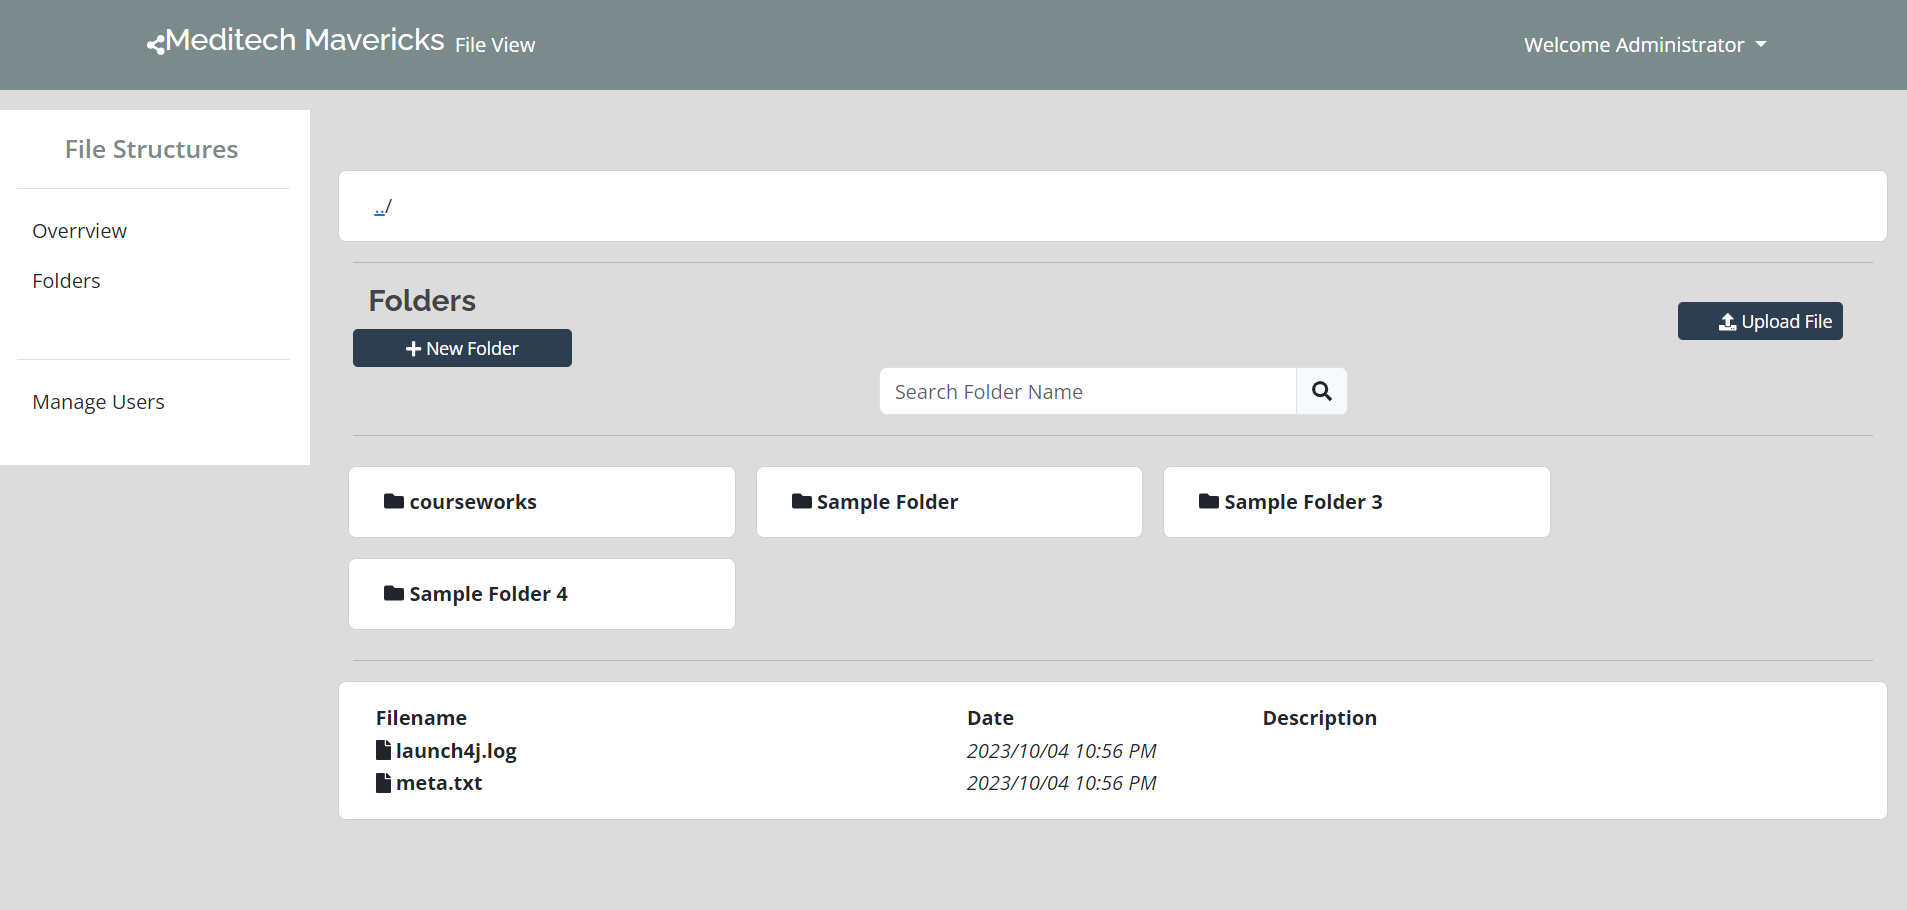 Meditech Mavericks File View Welcome Administrator
File Structures
Overrview
Folders
Manage Users
../
Folders
New Folder
Upload File
Search Folder Name
courseworks Sample Folder Sample Folder 3
Sample Folder 4
Filename Date Description
launch4j.log 2023/10/04 10:56 PM
meta.txt 2023/10/04 10:56 PM